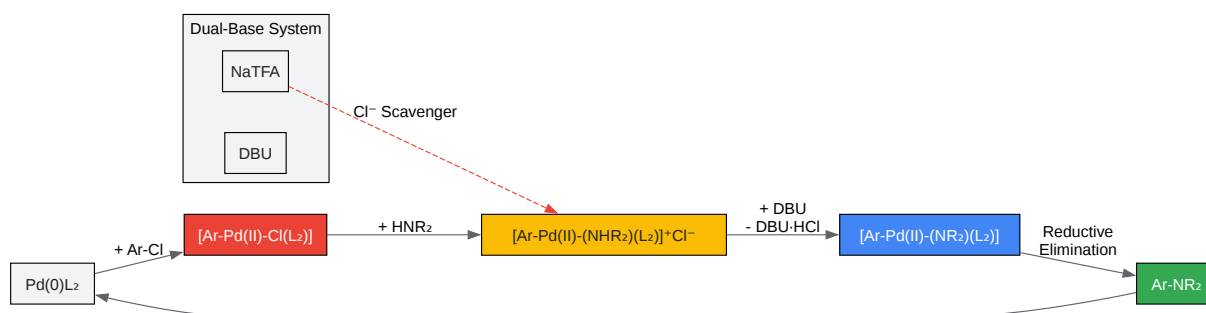 Dual-Base System
NaTFA
Cl⁻ Scavenger
DBU
+ DBU
- DBU·HCl
[Ar-Pd(II)-Cl(L₂)]
+ HNR₂
[Ar-Pd(II)-(NHR₂)(L₂)]⁺Cl⁻
[Ar-Pd(II)-(NR₂)(L₂)]
Reductive
Elimination
+ Ar-Cl
Pd(0)L₂
Ar-NR₂